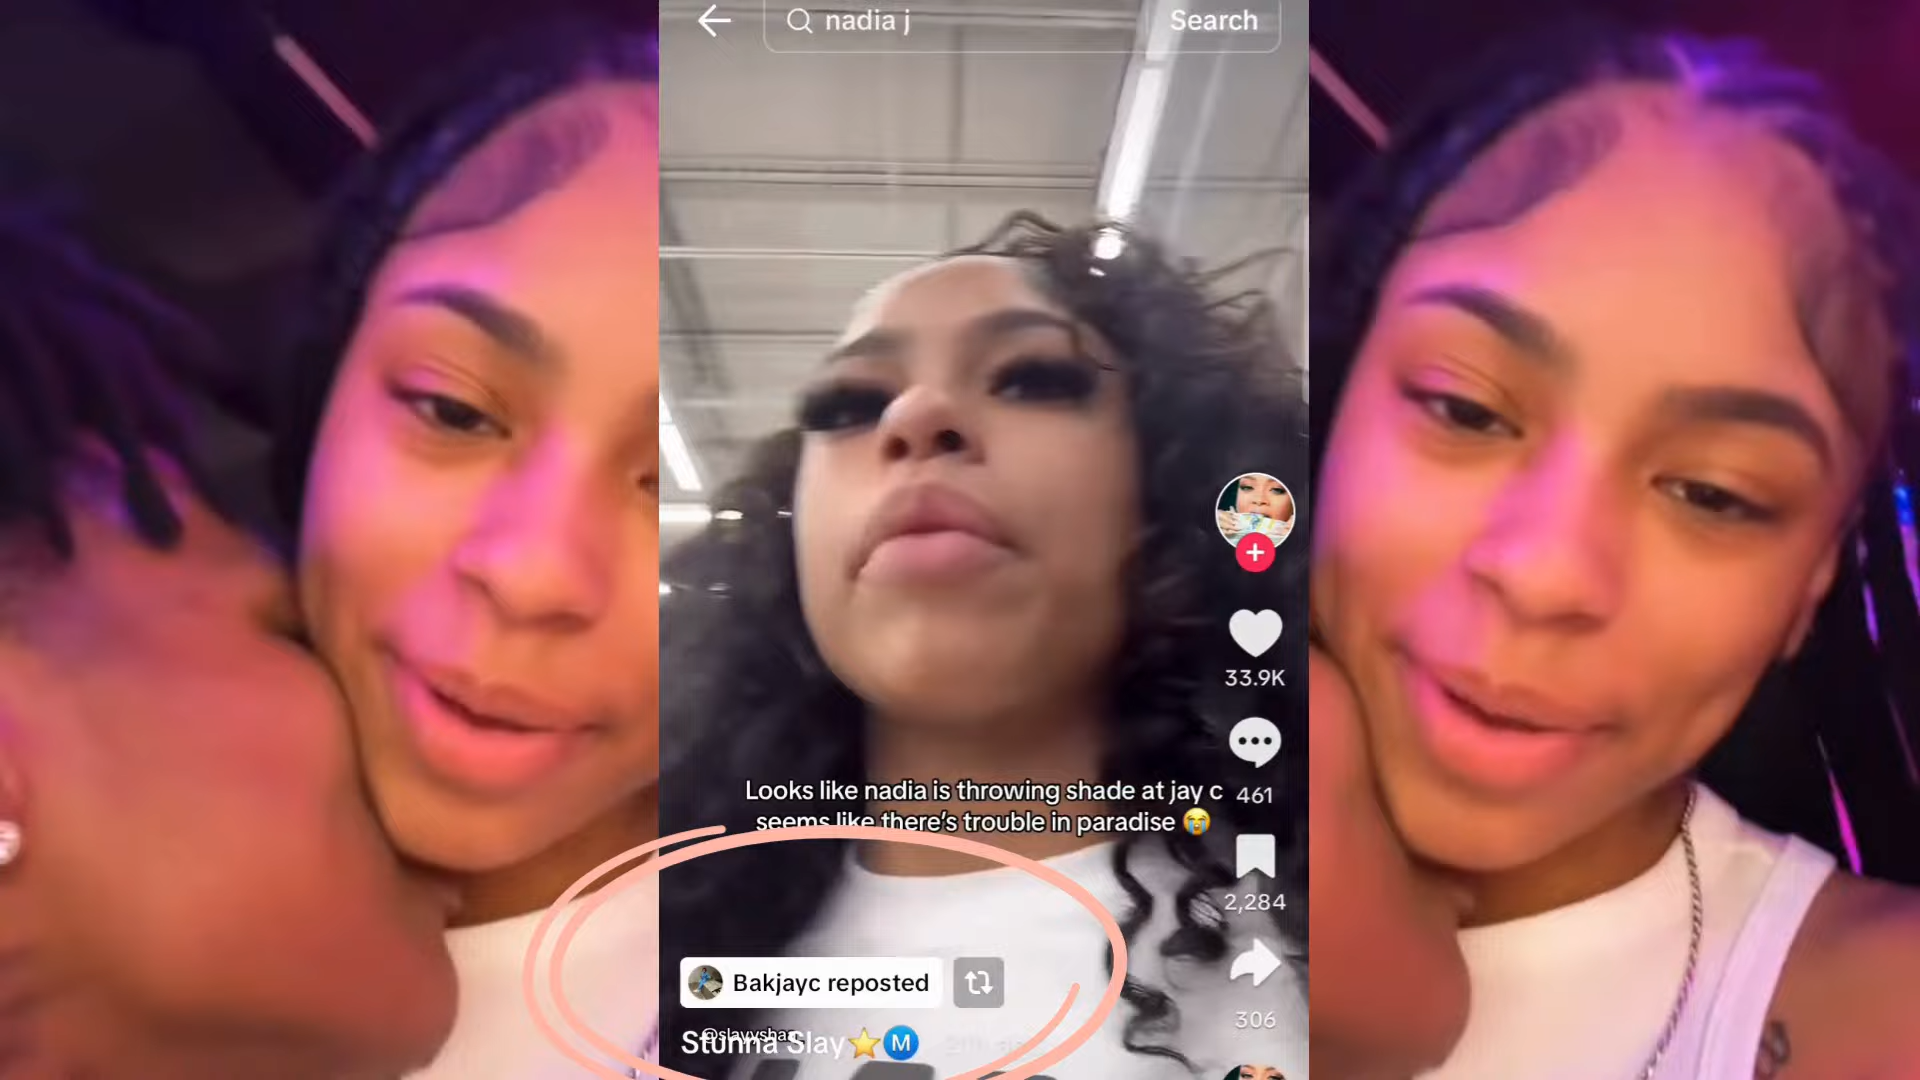 nadia j
Search
33.9K
Looks like nadia is throwing shade at jay c
461
seems like there's trouble in paradise 😭
2,284
Bakjayc reposted
306
@slayysha
Stunna Slay⭐Ⓜ️